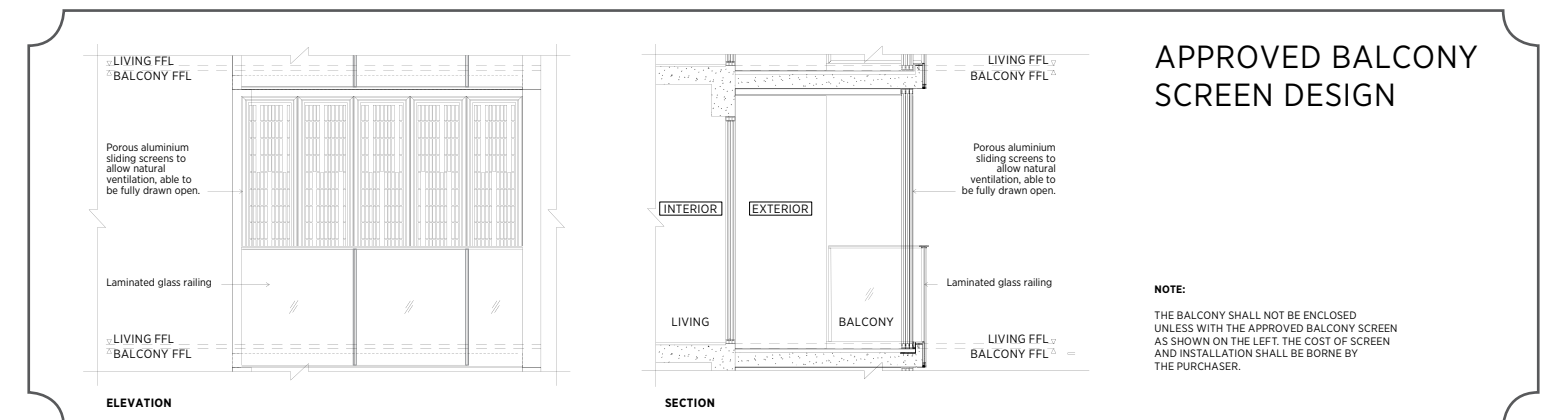 LIVING FFL
BALCONY FFL
Porous aluminium
sliding screens to
allow natural
ventilation, able to
be fully drawn open.
Laminated glass railing
LIVING FFL
BALCONY FFL
ELEVATION
LIVING FFL
BALCONY FFL
Porous aluminium
sliding screens to
allow natural
ventilation, able to
be fully drawn open.
INTERIOR
EXTERIOR
Laminated glass railing
LIVING
BALCONY
LIVING FFL
BALCONY FFL
SECTION
APPROVED BALCONY
SCREEN DESIGN
NOTE:
THE BALCONY SHALL NOT BE ENCLOSED
UNLESS WITH THE APPROVED BALCONY SCREEN
AS SHOWN ON THE LEFT. THE COST OF SCREEN
AND INSTALLATION SHALL BE BORNE BY
THE PURCHASER.